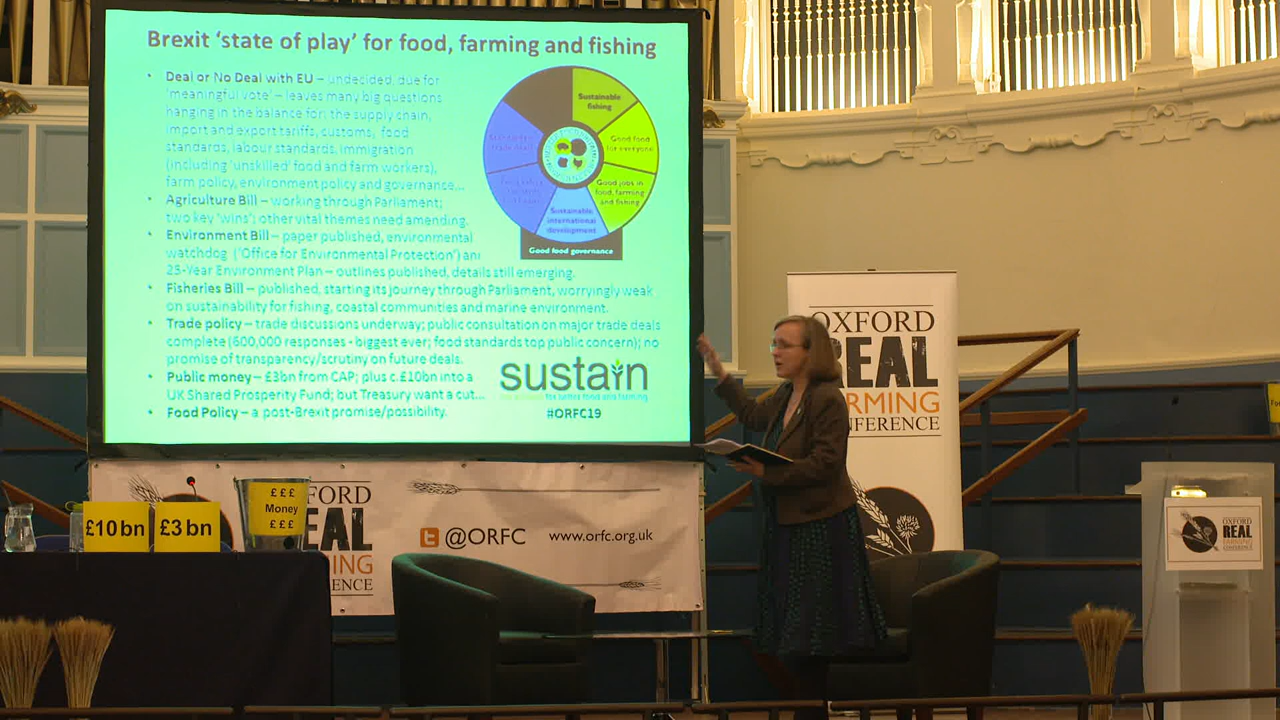 Brexit ‘state of play’ for food, farming and fishing
• Deal or No Deal with EU – undecided, due for
‘meaningful vote’ – leaves many big questions
hanging in the balance for: the supply chain,
import and export tariffs, customs, food
standards, labour standards, immigration
(including ‘unskilled’ food and farm workers),
farm policy, environment policy and governance...
• Agriculture Bill – working through Parliament;
two key ‘wins’; other vital themes need amending.
• Environment Bill – paper published, environmental
watchdog (‘Office for Environmental Protection’) and
25-Year Environment Plan – outlines published, details still emerging.
• Fisheries Bill – published, starting its journey through Parliament, worryingly weak
on sustainability for fishing, coastal communities and marine environment.
• Trade policy – trade discussions underway; public consultation on major trade deals
complete (600,000 responses - biggest ever; food standards top public concern); no
promise of transparency/scrutiny on future deals.
• Public money – £3bn from CAP; plus c.£10bn into a
UK Shared Prosperity Fund; but Treasury want a cut...
• Food Policy – a post-Brexit promise/possibility.
Sustainable
fishing
Good food
for everyone
Good jobs in
food, farming
and fishing
Sustainable
international
development
Good food governance
sustain
#ORFC19
OXFORD
REAL
FARMING
CONFERENCE
£10bn
£3bn
£££
Money
£££
FORD
EAL
ING
ENCE
@ORFC
www.orfc.org.uk
OXFORD
REAL
FARMING
CONFERENCE